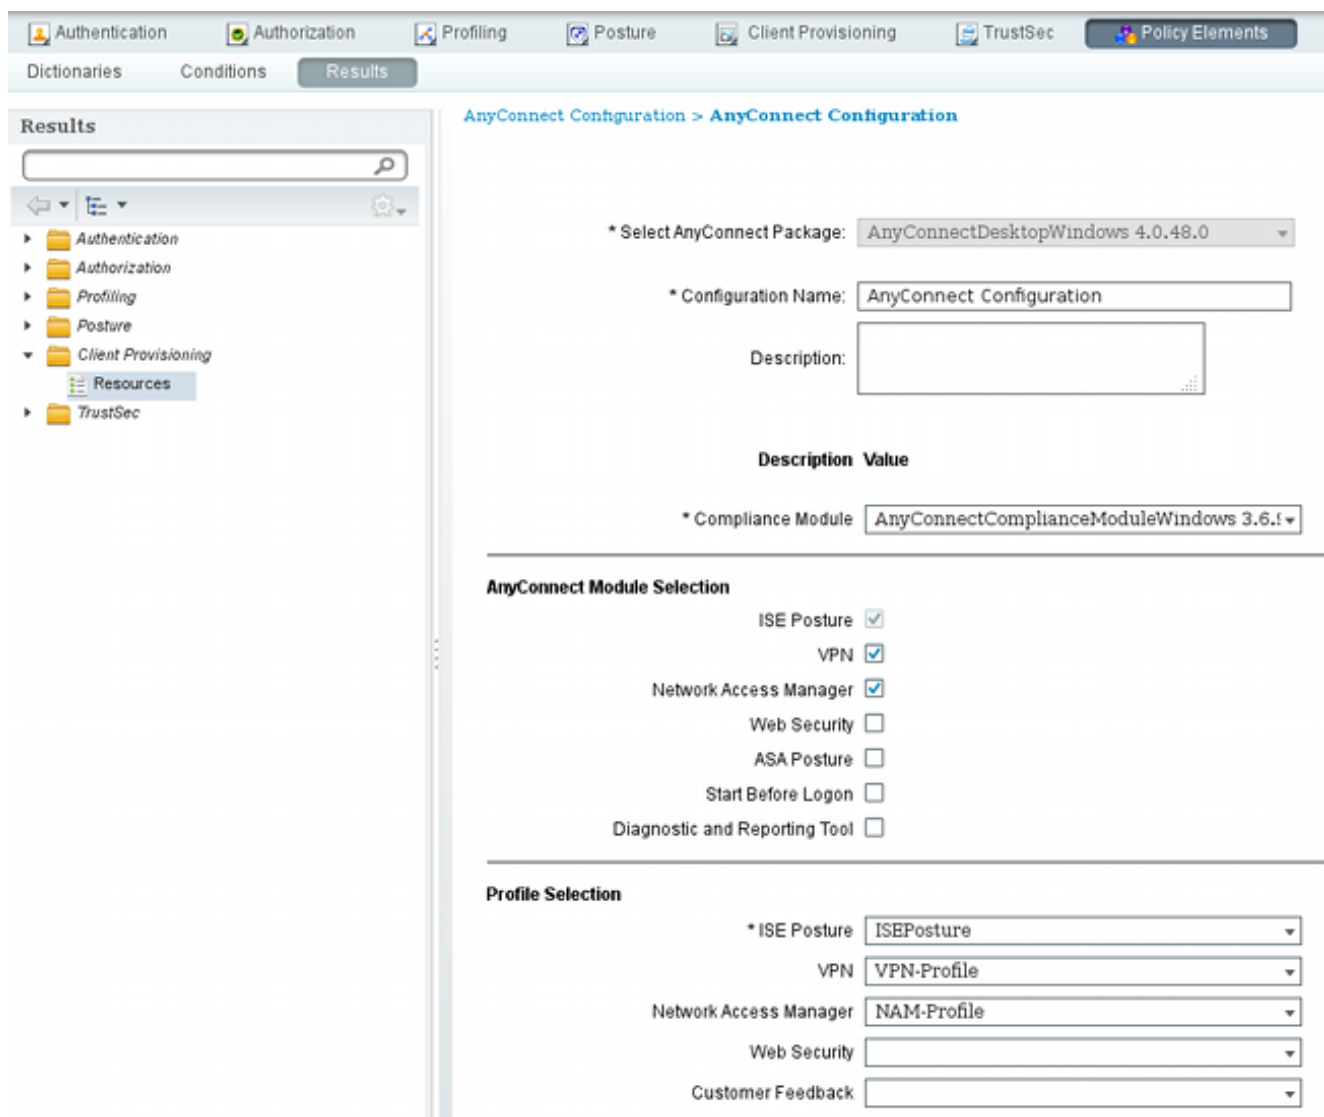 Authentication Authorization Profiling Posture Client Provisioning TrustSec Policy Elements
Dictionaries Conditions Results
Results
AnyConnect Configuration > AnyConnect Configuration
Authentication
Authorization
Profiling
Posture
Client Provisioning
Resources
TrustSec
* Select AnyConnect Package: AnyConnectDesktopWindows 4.0.48.0
* Configuration Name: AnyConnect Configuration
Description:
Description Value
* Compliance Module AnyConnectComplianceModuleWindows 3.6.
AnyConnect Module Selection
ISE Posture
VPN
Network Access Manager
Web Security
ASA Posture
Start Before Logon
Diagnostic and Reporting Tool
Profile Selection
* ISE Posture ISEPosture
VPN VPN-Profile
Network Access Manager NAM-Profile
Web Security
Customer Feedback